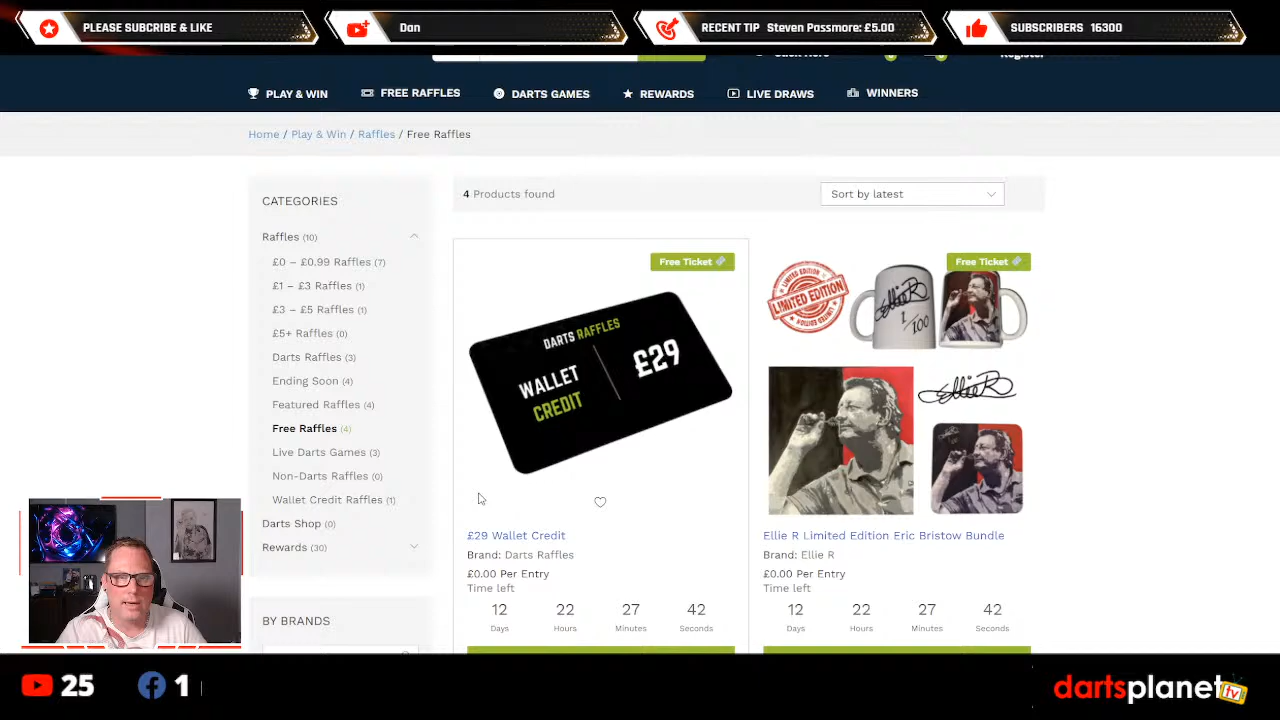 PLEASE SUBCRIBE & LIKE
Dan
RECENT TIP Steven Passmore: £5.00
SUBSCRIBERS 16300
Register
PLAY & WIN
FREE RAFFLES
DARTS GAMES
REWARDS
LIVE DRAWS
WINNERS
Home / Play & Win / Raffles / Free Raffles
CATEGORIES
Raffles (10)
£0 – £0.99 Raffles (7)
£1 – £3 Raffles (1)
£3 – £5 Raffles (1)
£5+ Raffles (0)
Darts Raffles (3)
Ending Soon (4)
Featured Raffles (4)
Free Raffles (4)
Live Darts Games (3)
Non-Darts Raffles (0)
Wallet Credit Raffles (1)
Darts Shop (0)
Rewards (30)
BY BRANDS
4 Products found
Sort by latest
Free Ticket
DARTS RAFFLES
WALLET CREDIT
£29
£29 Wallet Credit
Brand: Darts Raffles
£0.00 Per Entry
Time left
12 22 27 42
Days Hours Minutes Seconds
Free Ticket
LIMITED EDITION
EllieR
1/100
EllieR
Ellie R Limited Edition Eric Bristow Bundle
Brand: Ellie R
£0.00 Per Entry
Time left
12 22 27 42
Days Hours Minutes Seconds
25
1
dartsplanet tv